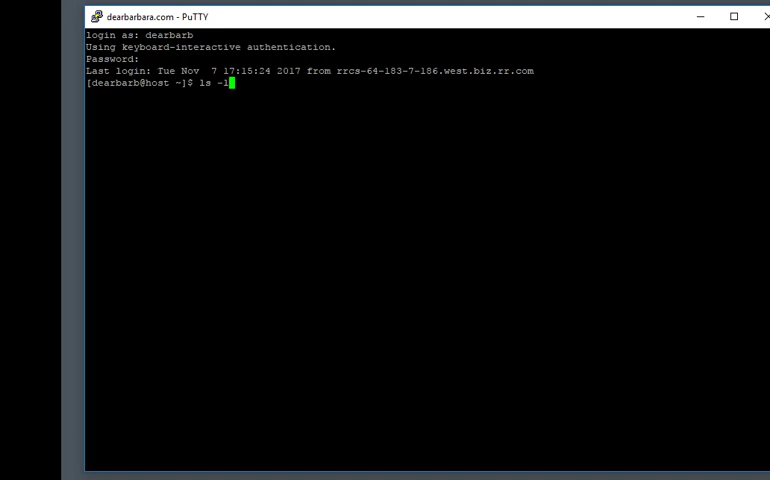 dearbarbara.com - PuTTY
login as: dearbarb
Using keyboard-interactive authentication.
Password:
Last login: Tue Nov  7 17:15:24 2017 from rrcs-64-183-7-186.west.biz.rr.com
[dearbarb@host ~]$ ls -l